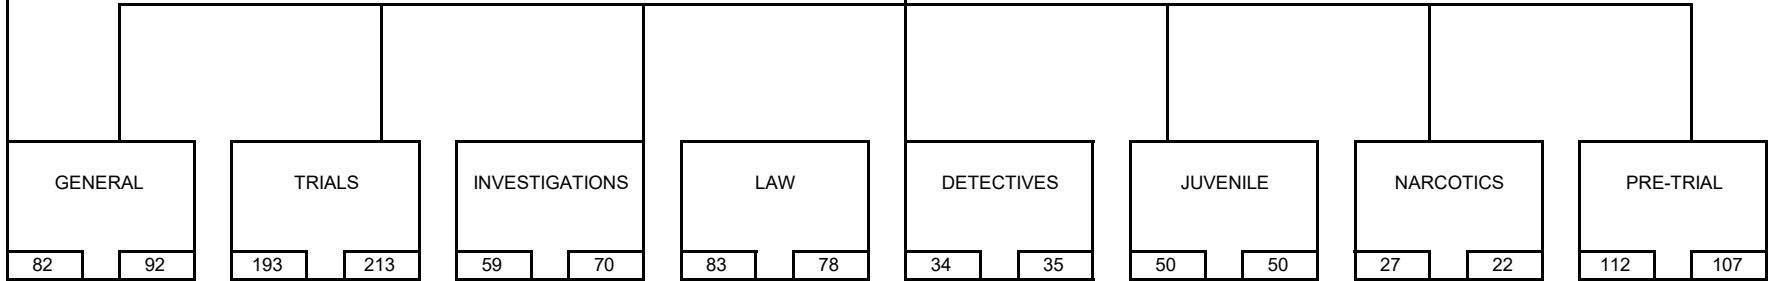 GENERAL TRIALS INVESTIGATIONS LAW DETECTIVES JUVENILE NARCOTICS PRE-TRIAL
82 92 193 213 59 70 83 78 34 35 50 50 27 22 112 107